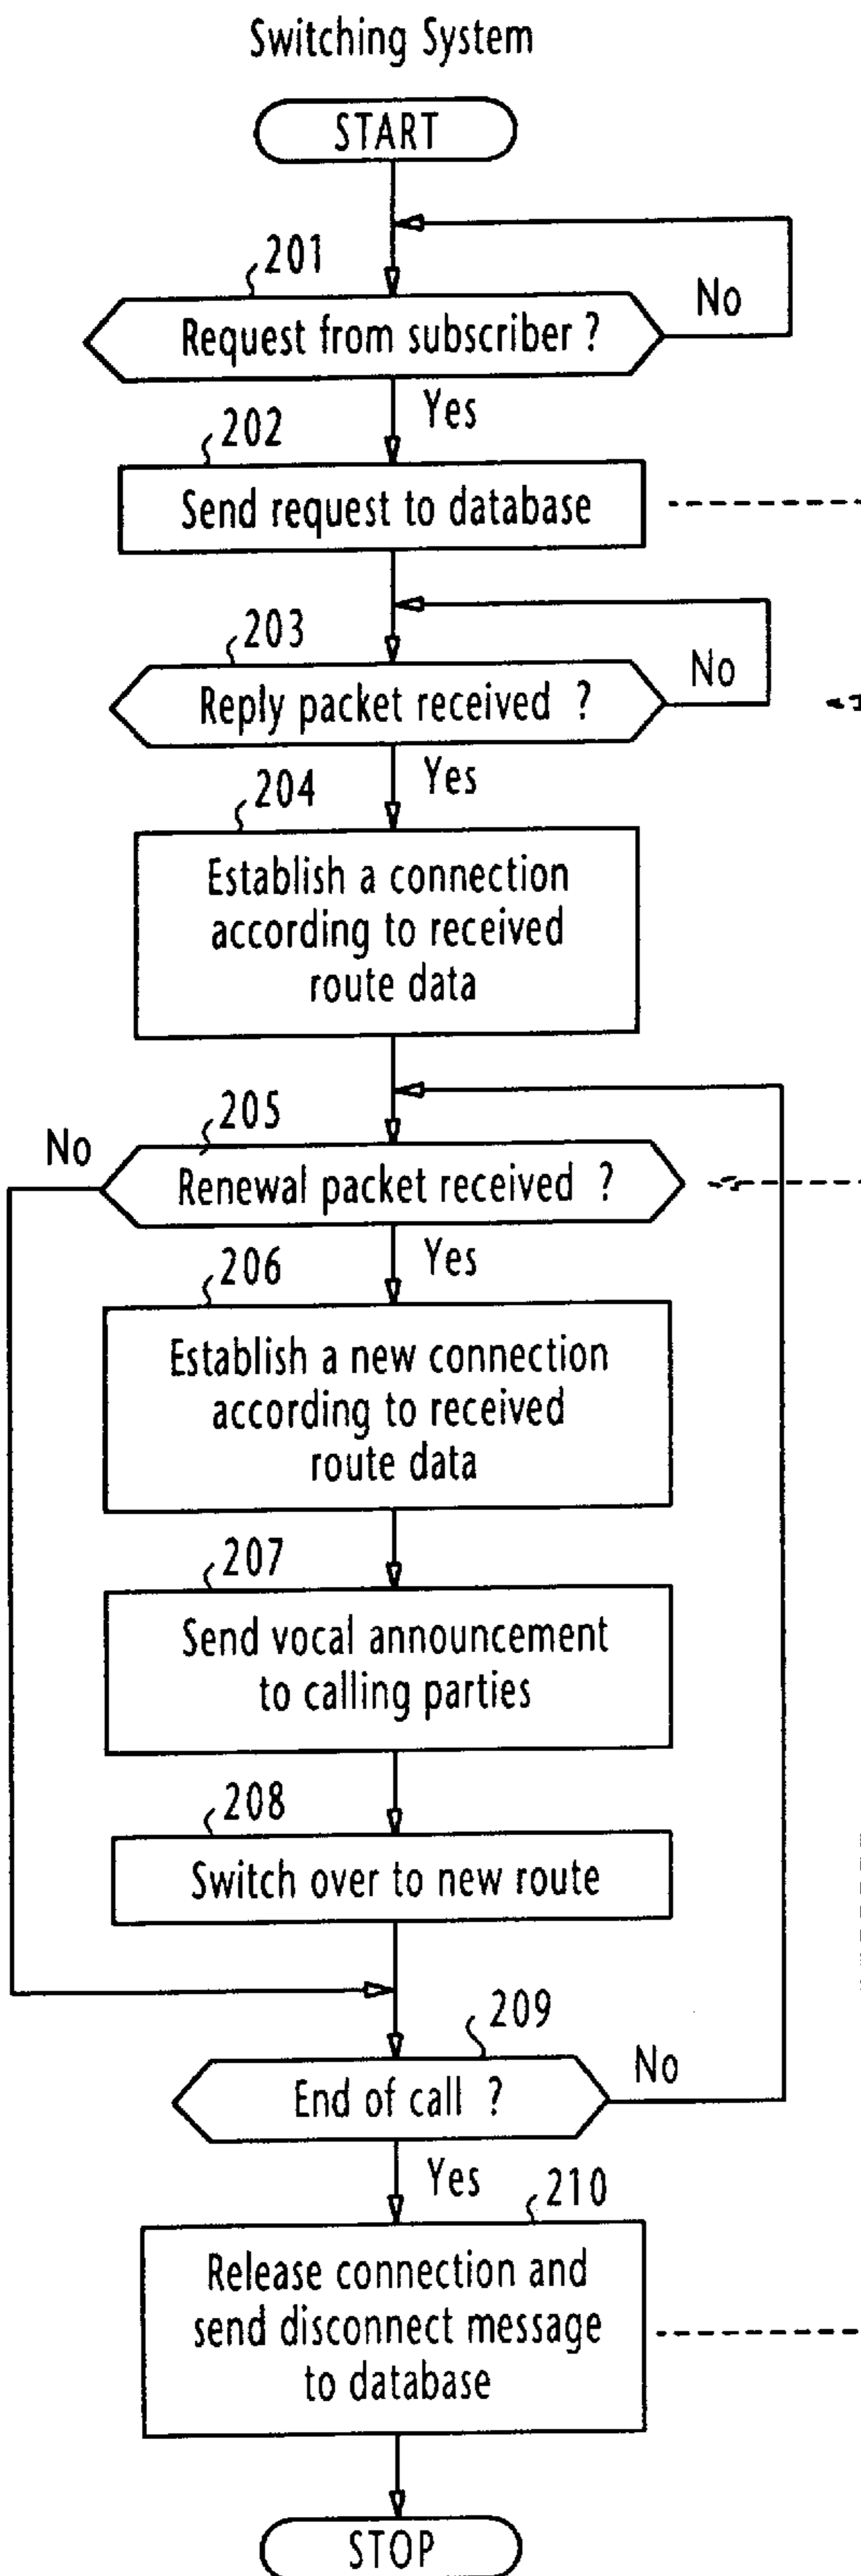 Switching System
START
201
Request from subscriber ?
No
Yes
202
Send request to database
203
Reply packet received ?
No
Yes
204
Establish a connection
according to received
route data
205
No
Renewal packet received ?
Yes
206
Establish a new connection
according to received
route data
207
Send vocal announcement
to calling parties
208
Switch over to new route
209
End of call ?
No
Yes
210
Release connection and
send disconnect message
to database
STOP